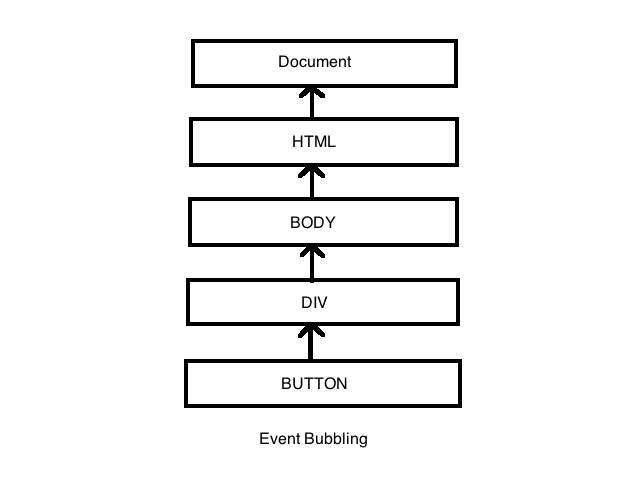 Document
HTML
BODY
DIV
BUTTON
Event Bubbling